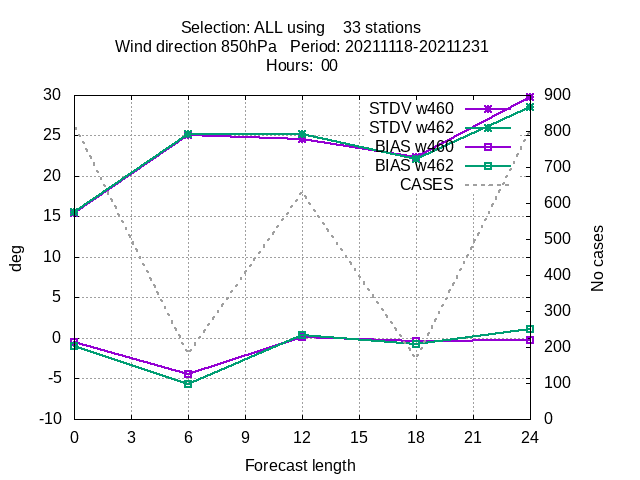 Selection: ALL using 33 stations
Wind direction 850hPa Period: 20211118-20211231
Hours: 00
STDV w460
STDV w462
BIAS w460
BIAS w462
CASES
30
25
20
15
10
5
0
-5
-10
deg
900
800
700
600
500
400
300
200
100
0
No cases
0 3 6 9 12 15 18 21 24
Forecast length